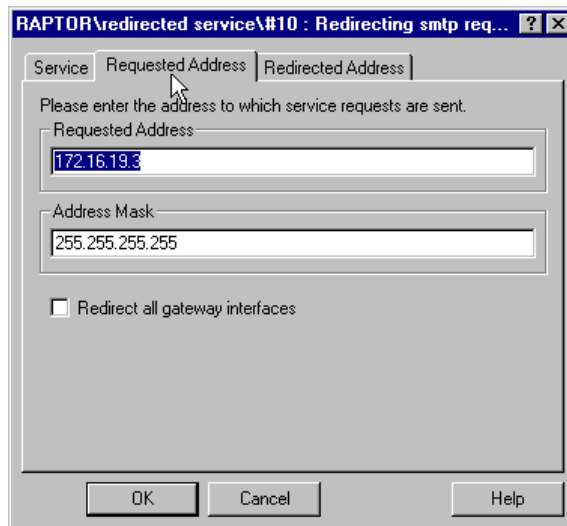 RAPTOR\redirected service\#10 : Redirecting smtp req...
Service Requested Address Redirected Address
Please enter the address to which service requests are sent.
Requested Address
172.16.19.3
Address Mask
255.255.255.255
Redirect all gateway interfaces
OK Cancel Help